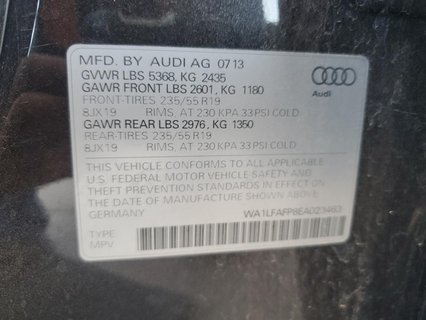 MFD. BY AUDI AG 07/13
GVWR LBS 5368, KG 2435
GAWR FRONT LBS 2601, KG 1180
FRONT-TIRES 235/55 R19
8JX19 RIMS, AT 230 KPA 33 PSI COLD
GAWR REAR LBS 2976, KG 1350
REAR-TIRES 235/55 R19
8JX19 RIMS, AT 230 KPA 33 PSI COLD
Audi
THIS VEHICLE CONFORMS TO ALL APPLICABLE
U.S. FEDERAL MOTOR VEHICLE SAFETY AND
THEFT PREVENTION STANDARDS IN EFFECT ON
THE DATE OF MANUFACTURE SHOWN ABOVE.
GERMANY WA1LFAFP8EA023463
TYPE
MPV